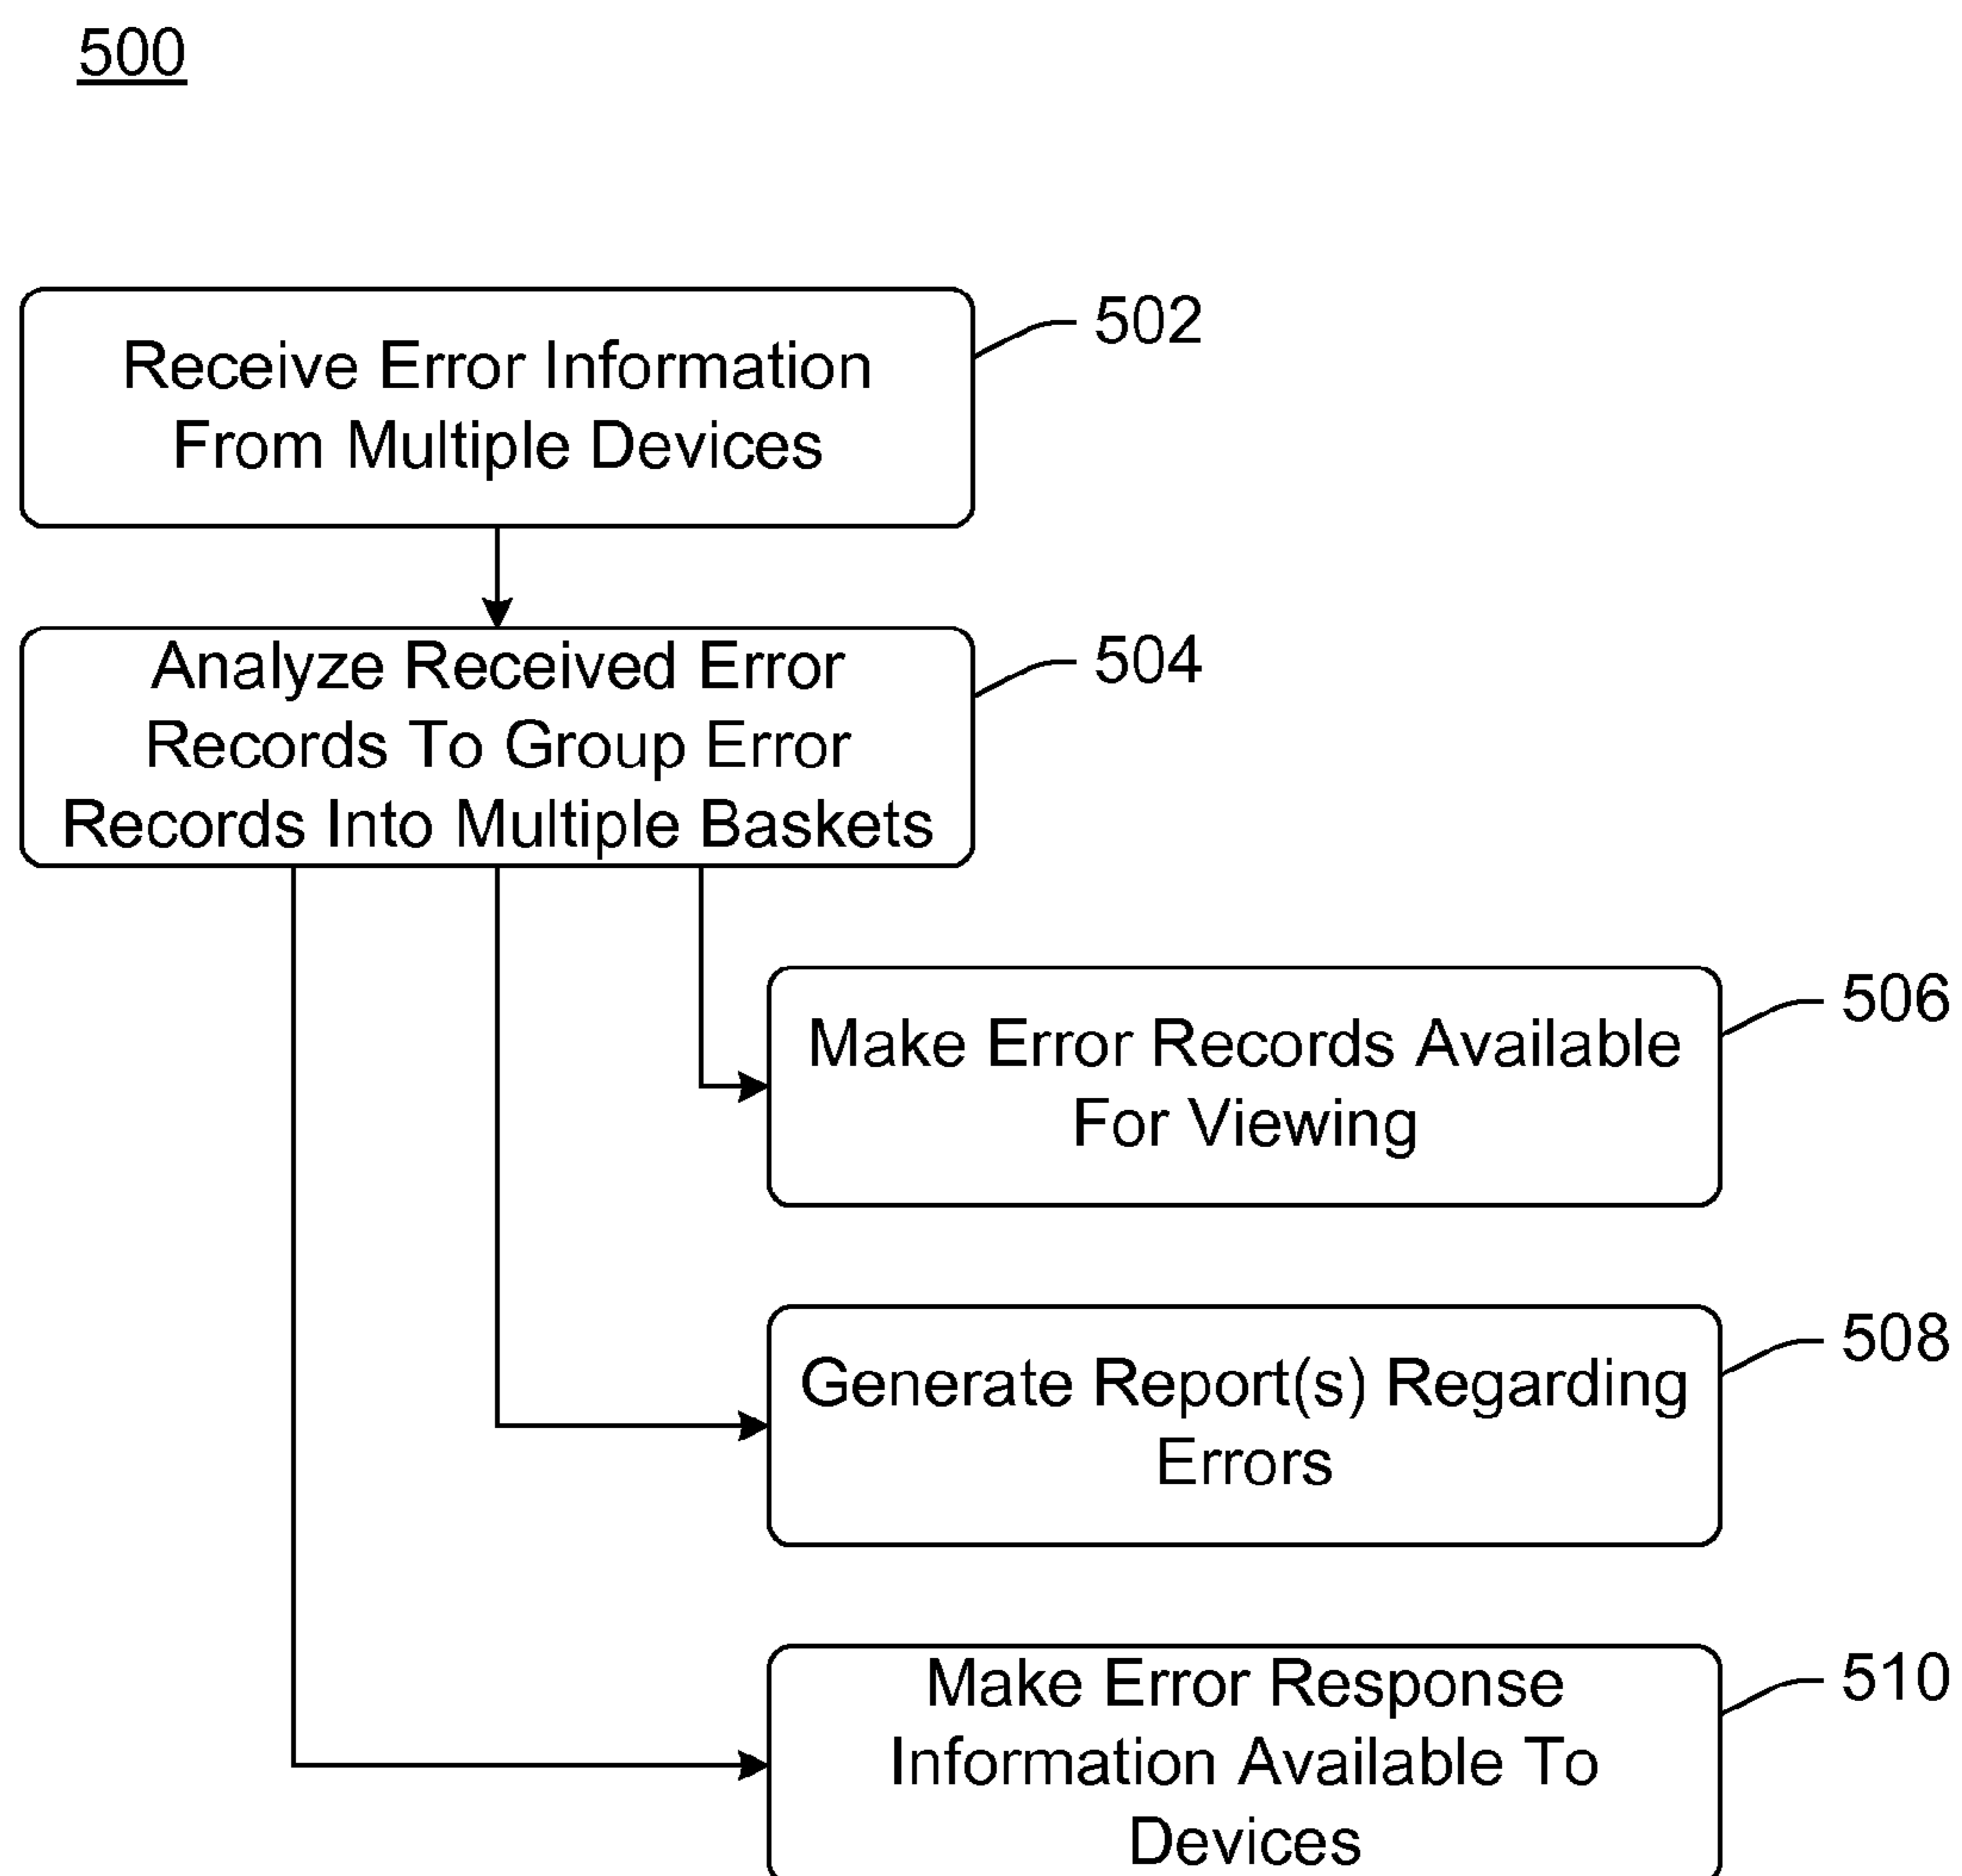 500
Receive Error Information
From Multiple Devices
502
Analyze Received Error
Records To Group Error
Records Into Multiple Baskets
504
Make Error Records Available
For Viewing
506
Generate Report(s) Regarding
Errors
508
Make Error Response
Information Available To
Devices
510